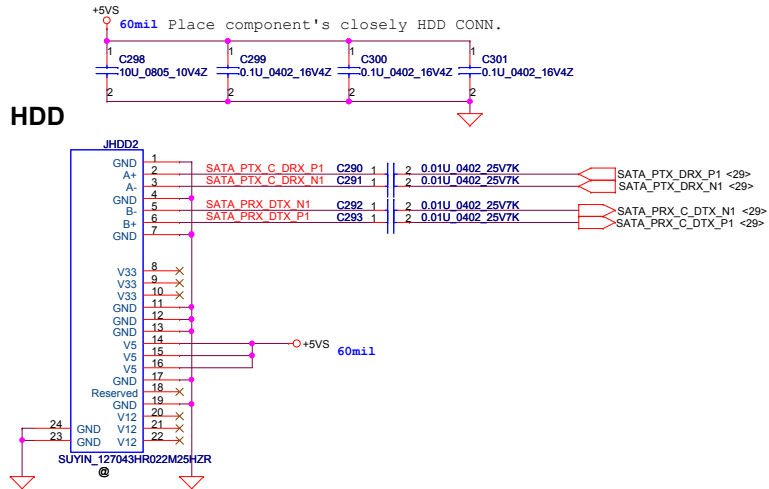 +5VS
60mil Place component's closely HDD CONN.
1 1 1 1
C298 C299 C300 C301
10U_0805_10V4Z 0.1U_0402_16V4Z 0.1U_0402_16V4Z 0.1U_0402_16V4Z
2 2 2 2
HDD
JHDD2
GND 1
A+ 2 SATA_PTX_C_DRX_P1 C290 1 2 0.01U_0402_25V7K SATA_PTX_DRX_P1 <29>
A- 3 SATA_PTX_C_DRX_N1 C291 1 2 0.01U_0402_25V7K SATA_PTX_DRX_N1 <29>
GND 4
B- 5 SATA_PRX_DTX_N1 C292 1 2 0.01U_0402_25V7K SATA_PRX_C_DTX_N1 <29>
B+ 6 SATA_PRX_DTX_P1 C293 1 2 0.01U_0402_25V7K SATA_PRX_C_DTX_P1 <29>
GND 7
V33 8
V33 9
V33 10
GND 11
GND 12
GND 13
V5 14 +5VS
V5 15 60mil
V5 16
GND 17
Reserved 18
GND 19
V12 20
24 GND V12 21
23 GND V12 22
SUYIN_127043HR022M25HZR
@